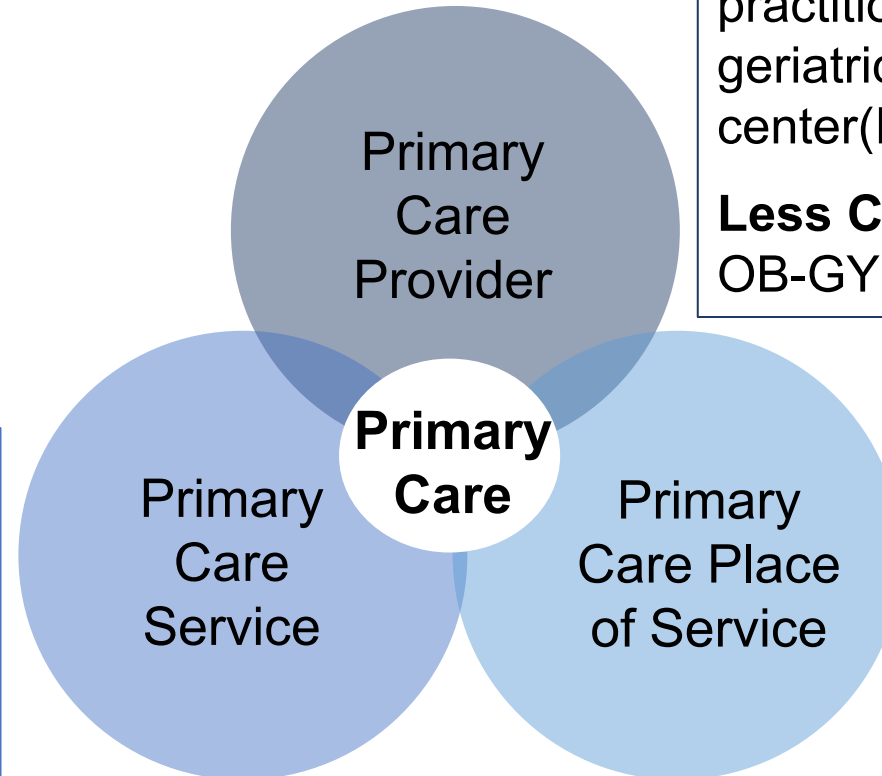 geriatric
center(
Less C
OB-GY
Primary
Care
Provider
Primary
Care
Primary
Care
Service
Primary
Care Place
of Service